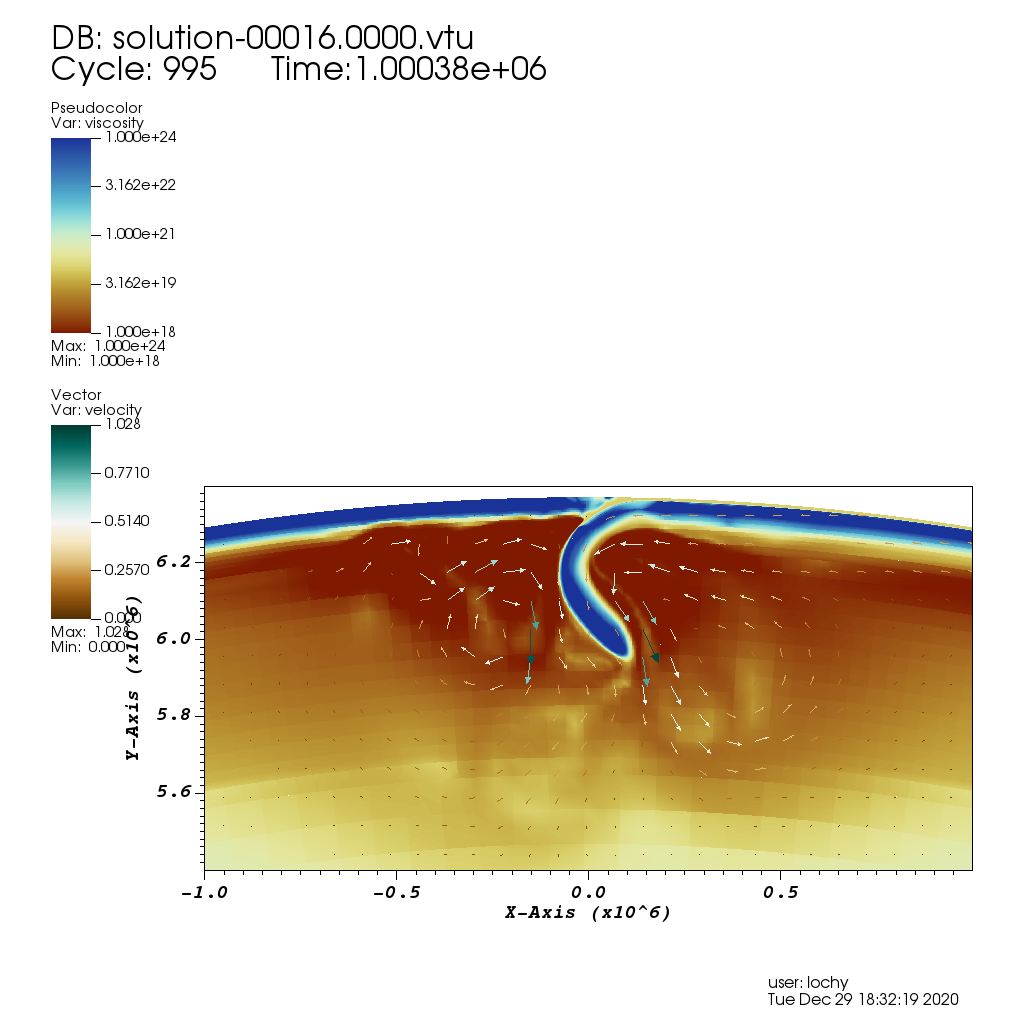 DB: solution-00016.0000.vtu
Cycle: 995 Time:1.00038e+06
Pseudocolor
Var: viscosity
1.000e+24
3.162e+22
1.000e+21
3.162e+19
1.000e+18
Max: 1.000e+24
Min: 1.000e+18
Vector
Var: velocity
1.028
0.7710
0.5140
0.2570
0.000
Max: 1.028
Min: 0.000
Y-Axis (x10^6)
6.2
6.0
5.8
5.6
-1.0 -0.5 0.0 0.5
X-Axis (x10^6)
user: lochy
Tue Dec 29 18:32:19 2020